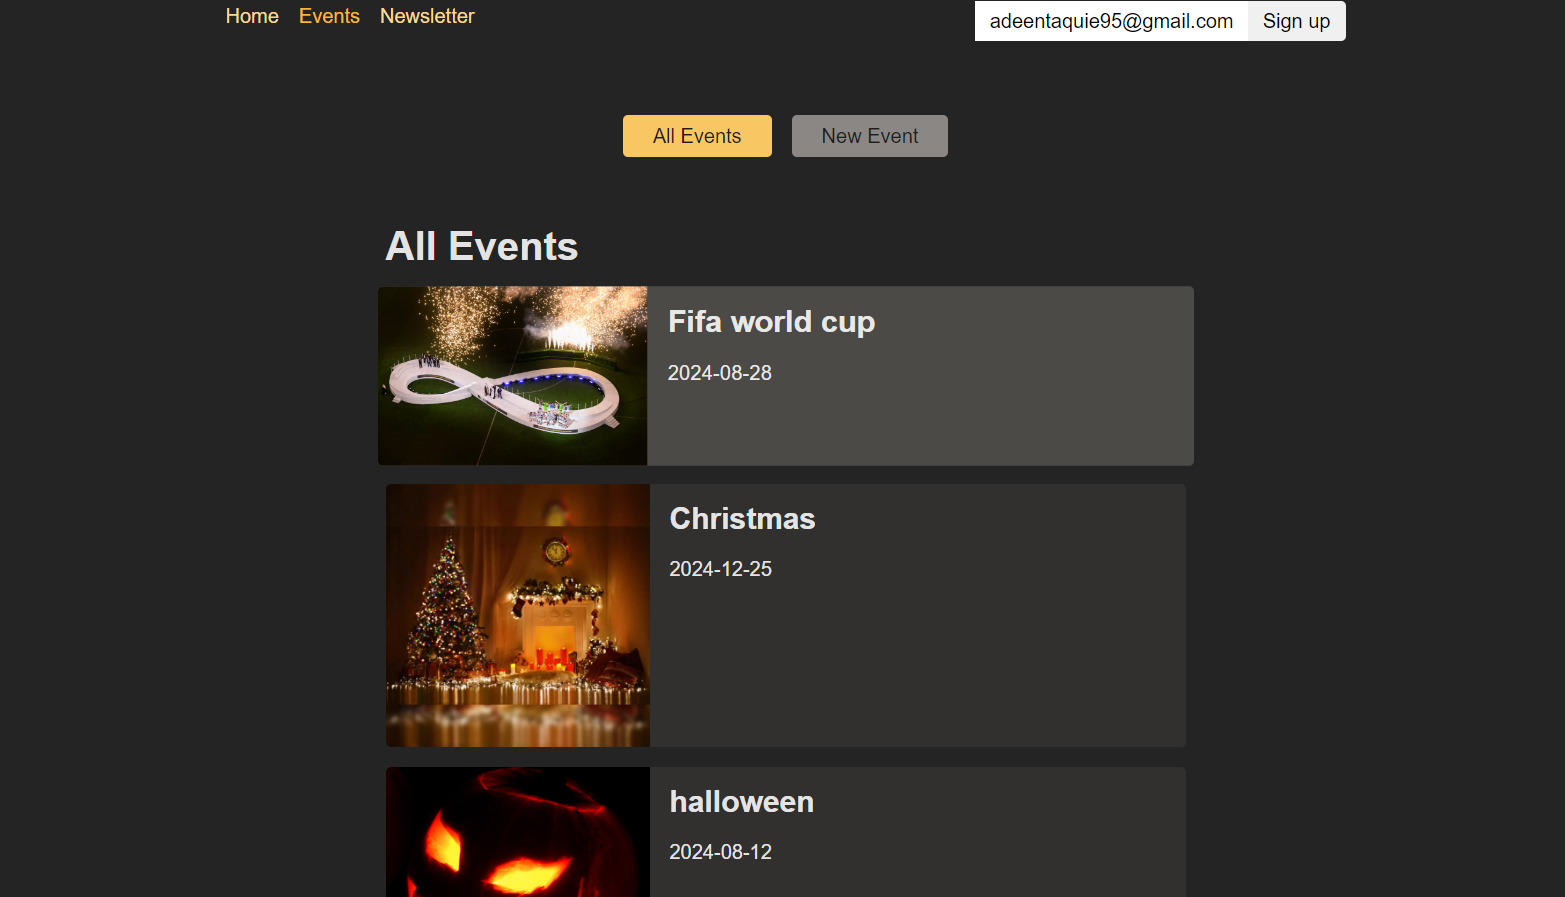 Home Events Newsletter adeentaquie95@gmail.com Sign up
All Events New Event
All Events
Fifa world cup
2024-08-28
Christmas
2024-12-25
halloween
2024-08-12